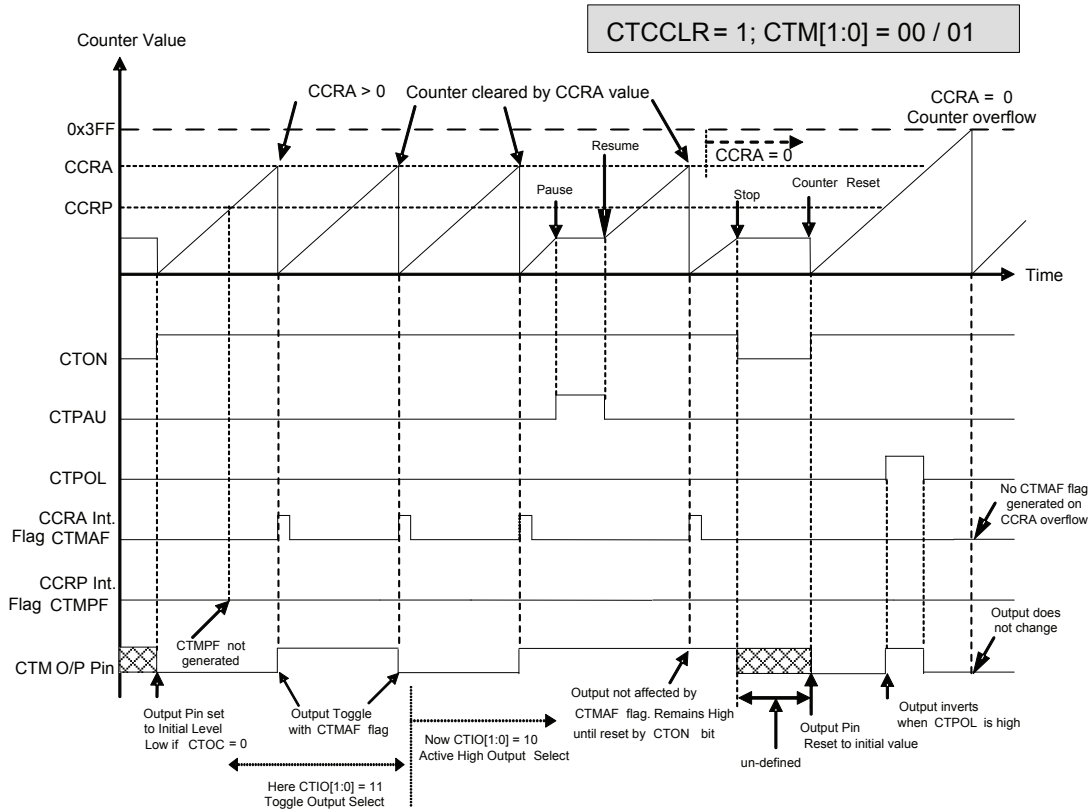 CTCCLR = 1; CTM[1:0] = 00 / 01
Counter Value
CCRA > 0
Counter cleared by CCRA value
CCRA = 0
Counter overflow
0x3FF
CCRA
CCRP
Resume
CCRA = 0
Pause
Stop
Counter Reset
Time
CTON
CTPAU
CTPOL
No CTMAF flag
generated on
CCRA overflow
CCRA Int.
Flag CTMAF
CCRP Int.
Flag CTMPF
CTMPF not
generated
Output does
not change
CTM O/P Pin
Output Pin set
to Initial Level
Low if CTOC = 0
Output Toggle
with CTMAF flag
Now CTIO[1:0] = 10
Active High Output Select
Output not affected by
CTMAF flag. Remains High
until reset by CTON bit
un-defined
Output Pin
Reset to initial value
Output inverts
when CTPOL is high
Here CTIO[1:0] = 11
Toggle Output Select